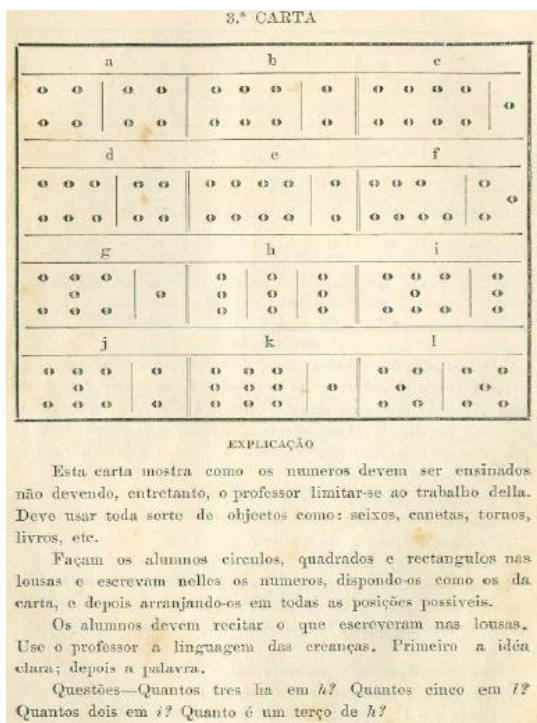 3.ª CARTA
a b c
d e f
g h i
j k l
EXPLICAÇÃO
Esta carta mostra como os numeros devem ser ensinados
não devendo, entretanto, o professor limitar-se ao trabalho della.
Deve usar toda sorte de objectos como: seixos, canetas, tornos,
livros, etc.
Façam os alumnos circulos, quadrados e rectangulos nas
lousas e escrevam nelles os numeros, dispondo-os como os da
carta, e depois arranjando-os em todas as posições possiveis.
Os alumnos devem recitar o que escreveram nas lousas.
Use o professor a linguagem das creanças. Primeiro a idéa
clara; depois a palavra.
Questões—Quantos tres ha em h? Quantos cinco em l?
Quantos dois em i? Quanto é um terço de h?